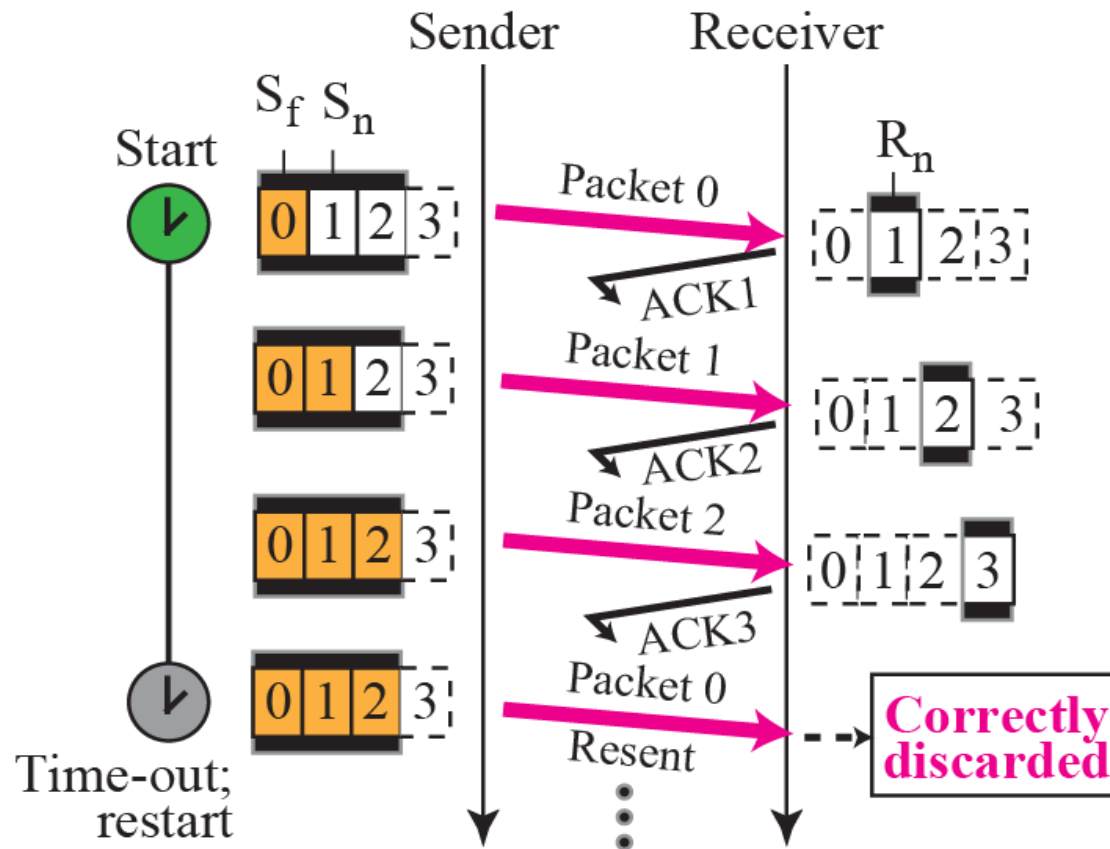 Sender Receiver
S_f S_n
Start
R_n
Packet 0
0 1 2 3
0 1 2 3
ACK1
Packet 1
0 1 2 3
0 1 2 3
ACK2
Packet 2
0 1 2 3
0 1 2 3
ACK3
Packet 0
0 1 2 3
Resent
Correctly
discarded
Time-out;
restart